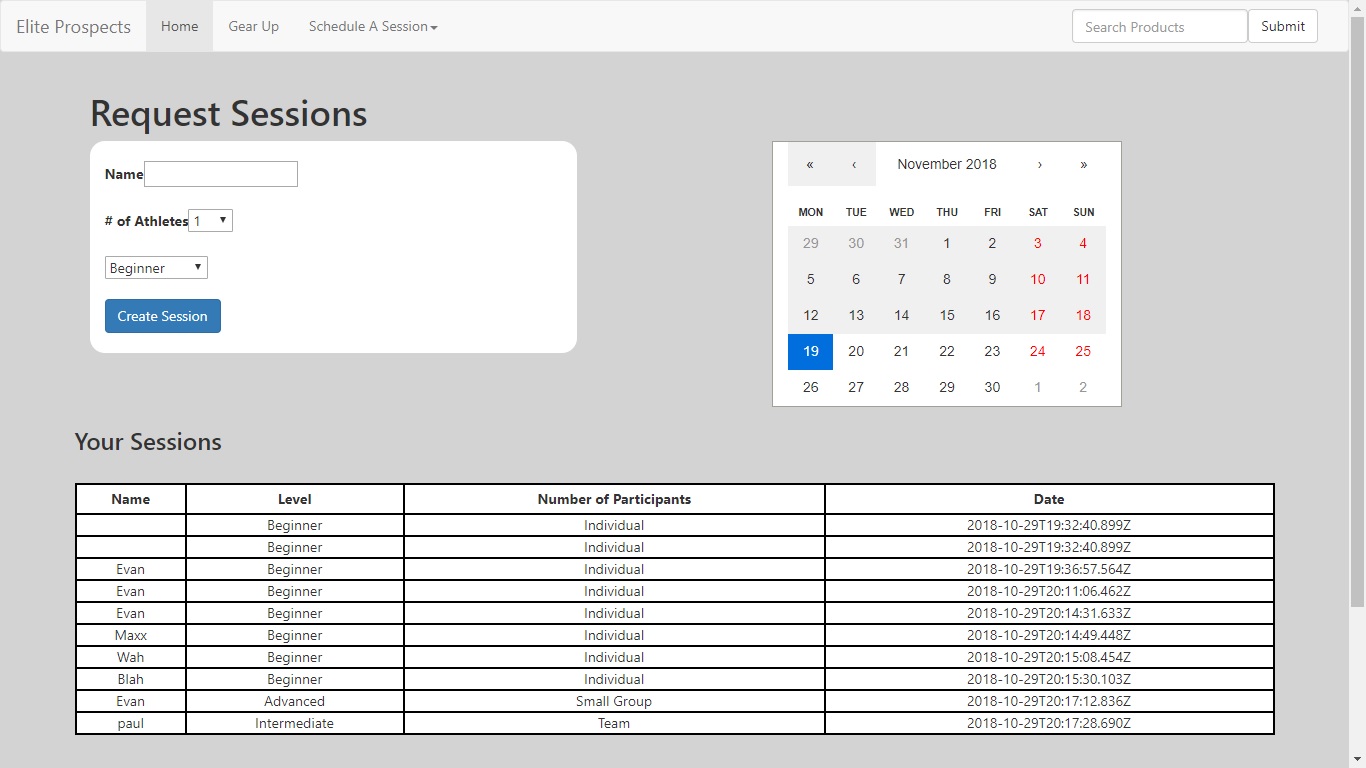 Elite Prospects Home Gear Up Schedule A Session Search Products Submit
Request Sessions
Name
# of Athletes 1
Beginner
Create Session
« ‹ November 2018 › »
MON TUE WED THU FRI SAT SUN
29 30 31 1 2 3 4
5 6 7 8 9 10 11
12 13 14 15 16 17 18
19 20 21 22 23 24 25
26 27 28 29 30 1 2
Your Sessions
Name Level Number of Participants Date
Beginner Individual 2018-10-29T19:32:40.899Z
Beginner Individual 2018-10-29T19:32:40.899Z
Evan Beginner Individual 2018-10-29T19:36:57.564Z
Evan Beginner Individual 2018-10-29T20:11:06.462Z
Evan Beginner Individual 2018-10-29T20:14:31.633Z
Maxx Beginner Individual 2018-10-29T20:14:49.448Z
Wah Beginner Individual 2018-10-29T20:15:08.454Z
Blah Beginner Individual 2018-10-29T20:15:30.103Z
Evan Advanced Small Group 2018-10-29T20:17:12.836Z
paul Intermediate Team 2018-10-29T20:17:28.690Z